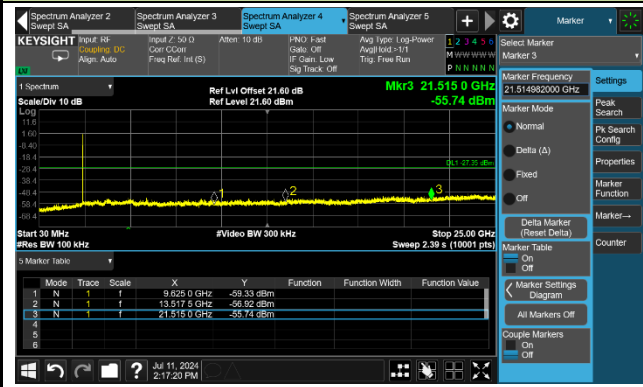 Spectrum Analyzer 2
Swept SA
Spectrum Analyzer 3
Swept SA
Spectrum Analyzer 4
Swept SA
Spectrum Analyzer 5
Swept SA
Marker
KEYSIGHT
Input: RF
Coupling: DC
Align: Auto
Input Z: 50 Ω
Corr CCorr
Freq Ref: Int (S)
Atten: 10 dB
PNO: Fast
Gate: Off
IF Gain: Low
Sig Track: Off
Avg Type: Log-Power
Avg|Hold:>1/1
Trig: Free Run
1 2 3 4 5 6
M W W W W W
P N N N N N
LV
Select Marker
Marker 3
1 Spectrum
Scale/Div 10 dB
Ref Lvl Offset 21.60 dB
Ref Level 21.60 dBm
Mkr3 21.515 0 GHz
-55.74 dBm
Log
11.6
1.60
-8.40
-18.4
-28.4
-38.4
-48.4
-58.4
-68.4
DL1 -27.35 dBm
1
2
3
Start 30 MHz
#Res BW 100 kHz
#Video BW 300 kHz
Stop 25.00 GHz
Sweep 2.39 s (10001 pts)
5 Marker Table
Mode Trace Scale X Y Function Function Width Function Value
1 N 1 f 9.625 0 GHz -59.33 dBm
2 N 1 f 13.517 5 GHz -56.92 dBm
3 N 1 f 21.515 0 GHz -55.74 dBm
4
5
6
Marker Frequency
21.514982000 GHz
Marker Mode
Normal
Delta (Δ)
Fixed
Off
Delta Marker
(Reset Delta)
Marker Table
On
Off
Marker Settings
Diagram
All Markers Off
Couple Markers
On
Off
Settings
Peak
Search
Pk Search
Config
Properties
Marker
Function
Marker→
Counter
?
Jul 11, 2024
2:17:20 PM